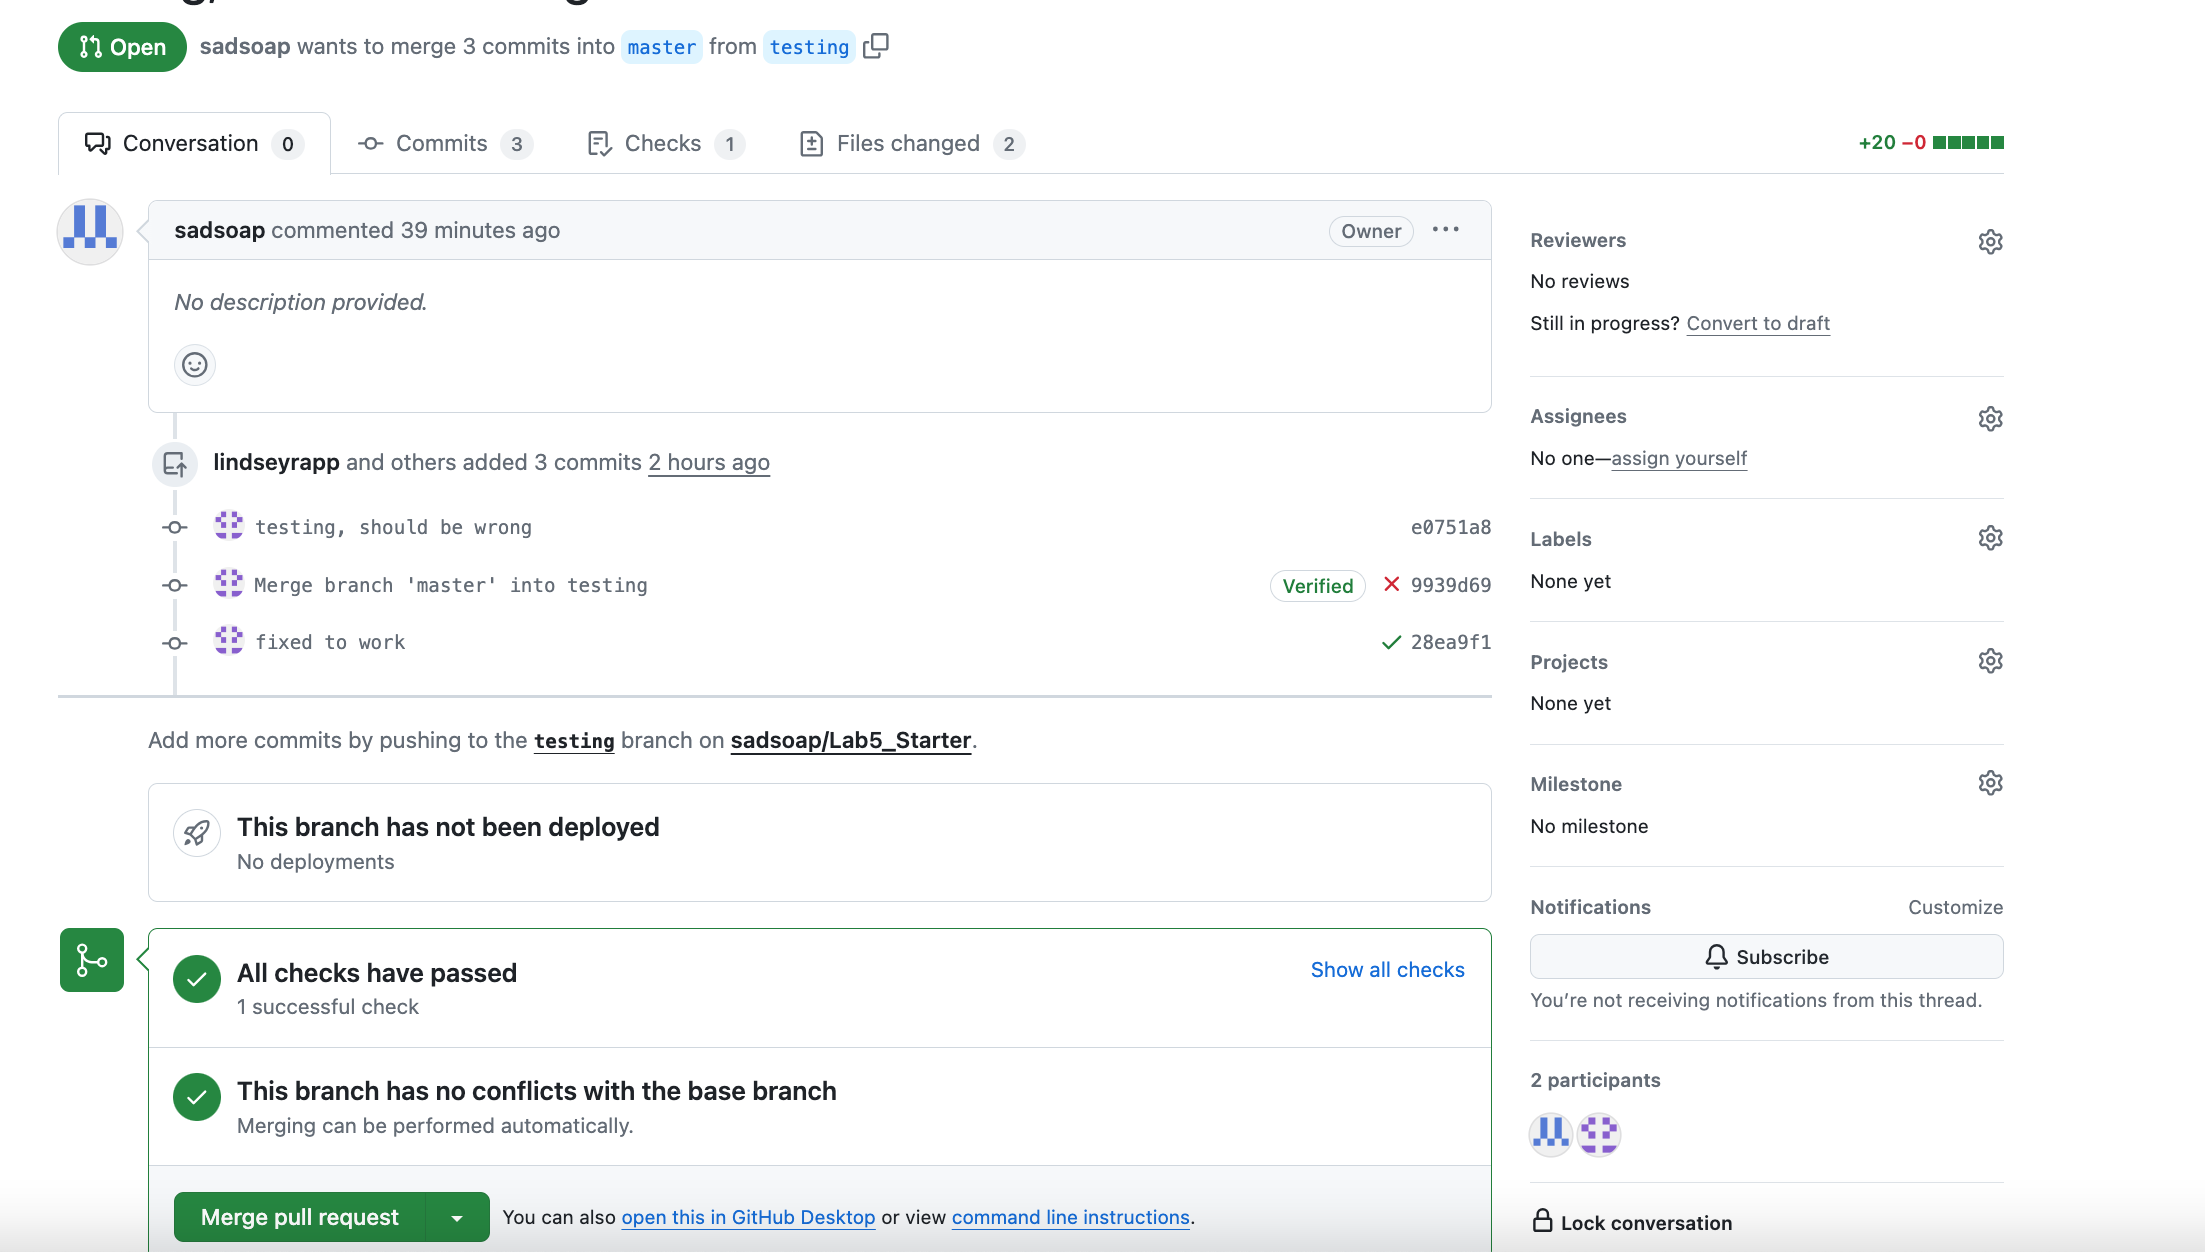 Open sadsoap wants to merge 3 commits into master from testing
Conversation 0 Commits 3 Checks 1 Files changed 2 +20 −0
sadsoap commented 39 minutes ago Owner
No description provided.
lindseyrapp and others added 3 commits 2 hours ago
testing, should be wrong e0751a8
Merge branch 'master' into testing Verified 9939d69
fixed to work 28ea9f1
Add more commits by pushing to the testing branch on sadsoap/Lab5_Starter.
This branch has not been deployed
No deployments
All checks have passed Show all checks
1 successful check
This branch has no conflicts with the base branch
Merging can be performed automatically.
Merge pull request You can also open this in GitHub Desktop or view command line instructions.
Reviewers
No reviews
Still in progress? Convert to draft
Assignees
No one—assign yourself
Labels
None yet
Projects
None yet
Milestone
No milestone
Notifications Customize
Subscribe
You’re not receiving notifications from this thread.
2 participants
Lock conversation